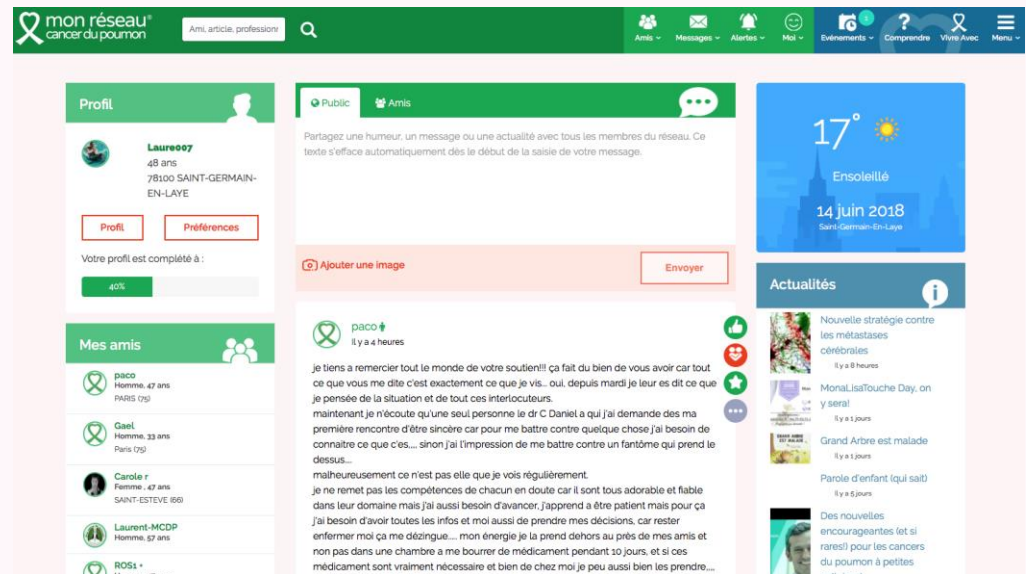 mon réseau®
cancer du poumon
Ami, article, professionn
Amis
Messages
Alertes
Moi
1
Evénements
Comprendre
Vivre Avec
Menu
Profil
Laure007
48 ans
78100 SAINT-GERMAIN-
EN-LAYE
Profil
Préférences
Votre profil est complété à :
40%
Mes amis
paco
Homme, 47 ans
PARIS (75)
Gael
Homme, 33 ans
Paris (75)
Carole r
Femme , 47 ans
SAINT-ESTEVE (66)
Laurent-MCDP
Homme, 57 ans
ROS1 +
Public
Amis
Partagez une humeur, un message ou une actualité avec tous les membres du réseau. Ce
texte s'efface automatiquement dès le début de la saisie de votre message.
Ajouter une image
Envoyer
paco
Il y a 4 heures
je tiens a remercier tout le monde de votre soutien!!! ça fait du bien de vous avoir car tout
ce que vous me dite c'est exactement ce que je vis... oui, depuis mardi je leur es dit ce que
je pensée de la situation et de tout ces interlocuteurs.
maintenant je n'écoute qu'une seul personne le dr C Daniel a qui j'ai demande des ma
première rencontre d'être sincère car pour me battre contre quelque chose j'ai besoin de
connaitre ce que c'es,... sinon j'ai l'impression de me battre contre un fantôme qui prend le
dessus...
malheureusement ce n'est pas elle que je vois régulièrement.
je ne remet pas les compétences de chacun en doute car il sont tous adorable et fiable
dans leur domaine mais j'ai aussi besoin d'avancer, j'apprend a être patient mais pour ça
j'ai besoin d'avoir toutes les infos et moi aussi de prendre mes décisions, car rester
enfermer moi ça me dézingue.... mon énergie je la prend dehors au près de mes amis et
non pas dans une chambre a me bourrer de médicament pendant 10 jours, et si ces
médicament sont vraiment nécessaire et bien de chez moi je peu aussi bien les prendre,...
17°
Ensoleillé
14 juin 2018
Saint-Germain-En-Laye
Actualités
Nouvelle stratégie contre
les métastases
cérébrales
Il y a 8 heures
MonaLisaTouche Day, on
y sera!
Il y a 1 jours
Grand Arbre est malade
Il y a 1 jours
Parole d'enfant (qui sait)
Il y a 5 jours
Des nouvelles
encourageantes (et si
rares!) pour les cancers
du poumon à petites